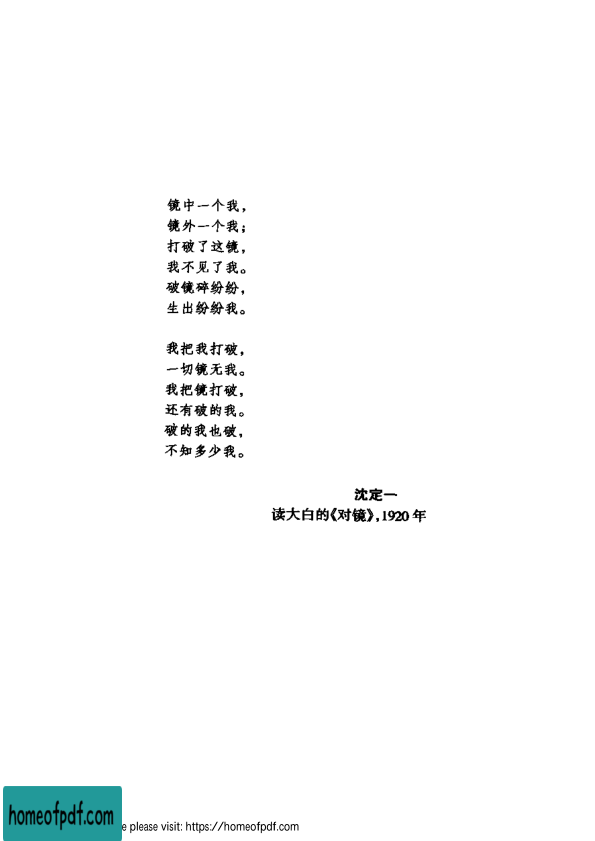 镜中一个我，
镜外一个我；
打破了这镜，
我不见了我。
破镜碎纷纷，
生出纷纷我。
我把我打破，
一切镜无我。
我把镜打破，
还有破的我。
破的我也破，
不知多少我。
沈定一
读大白的《对镜》，1920 年
homeofpdf.com
e please visit: https://homeofpdf.com